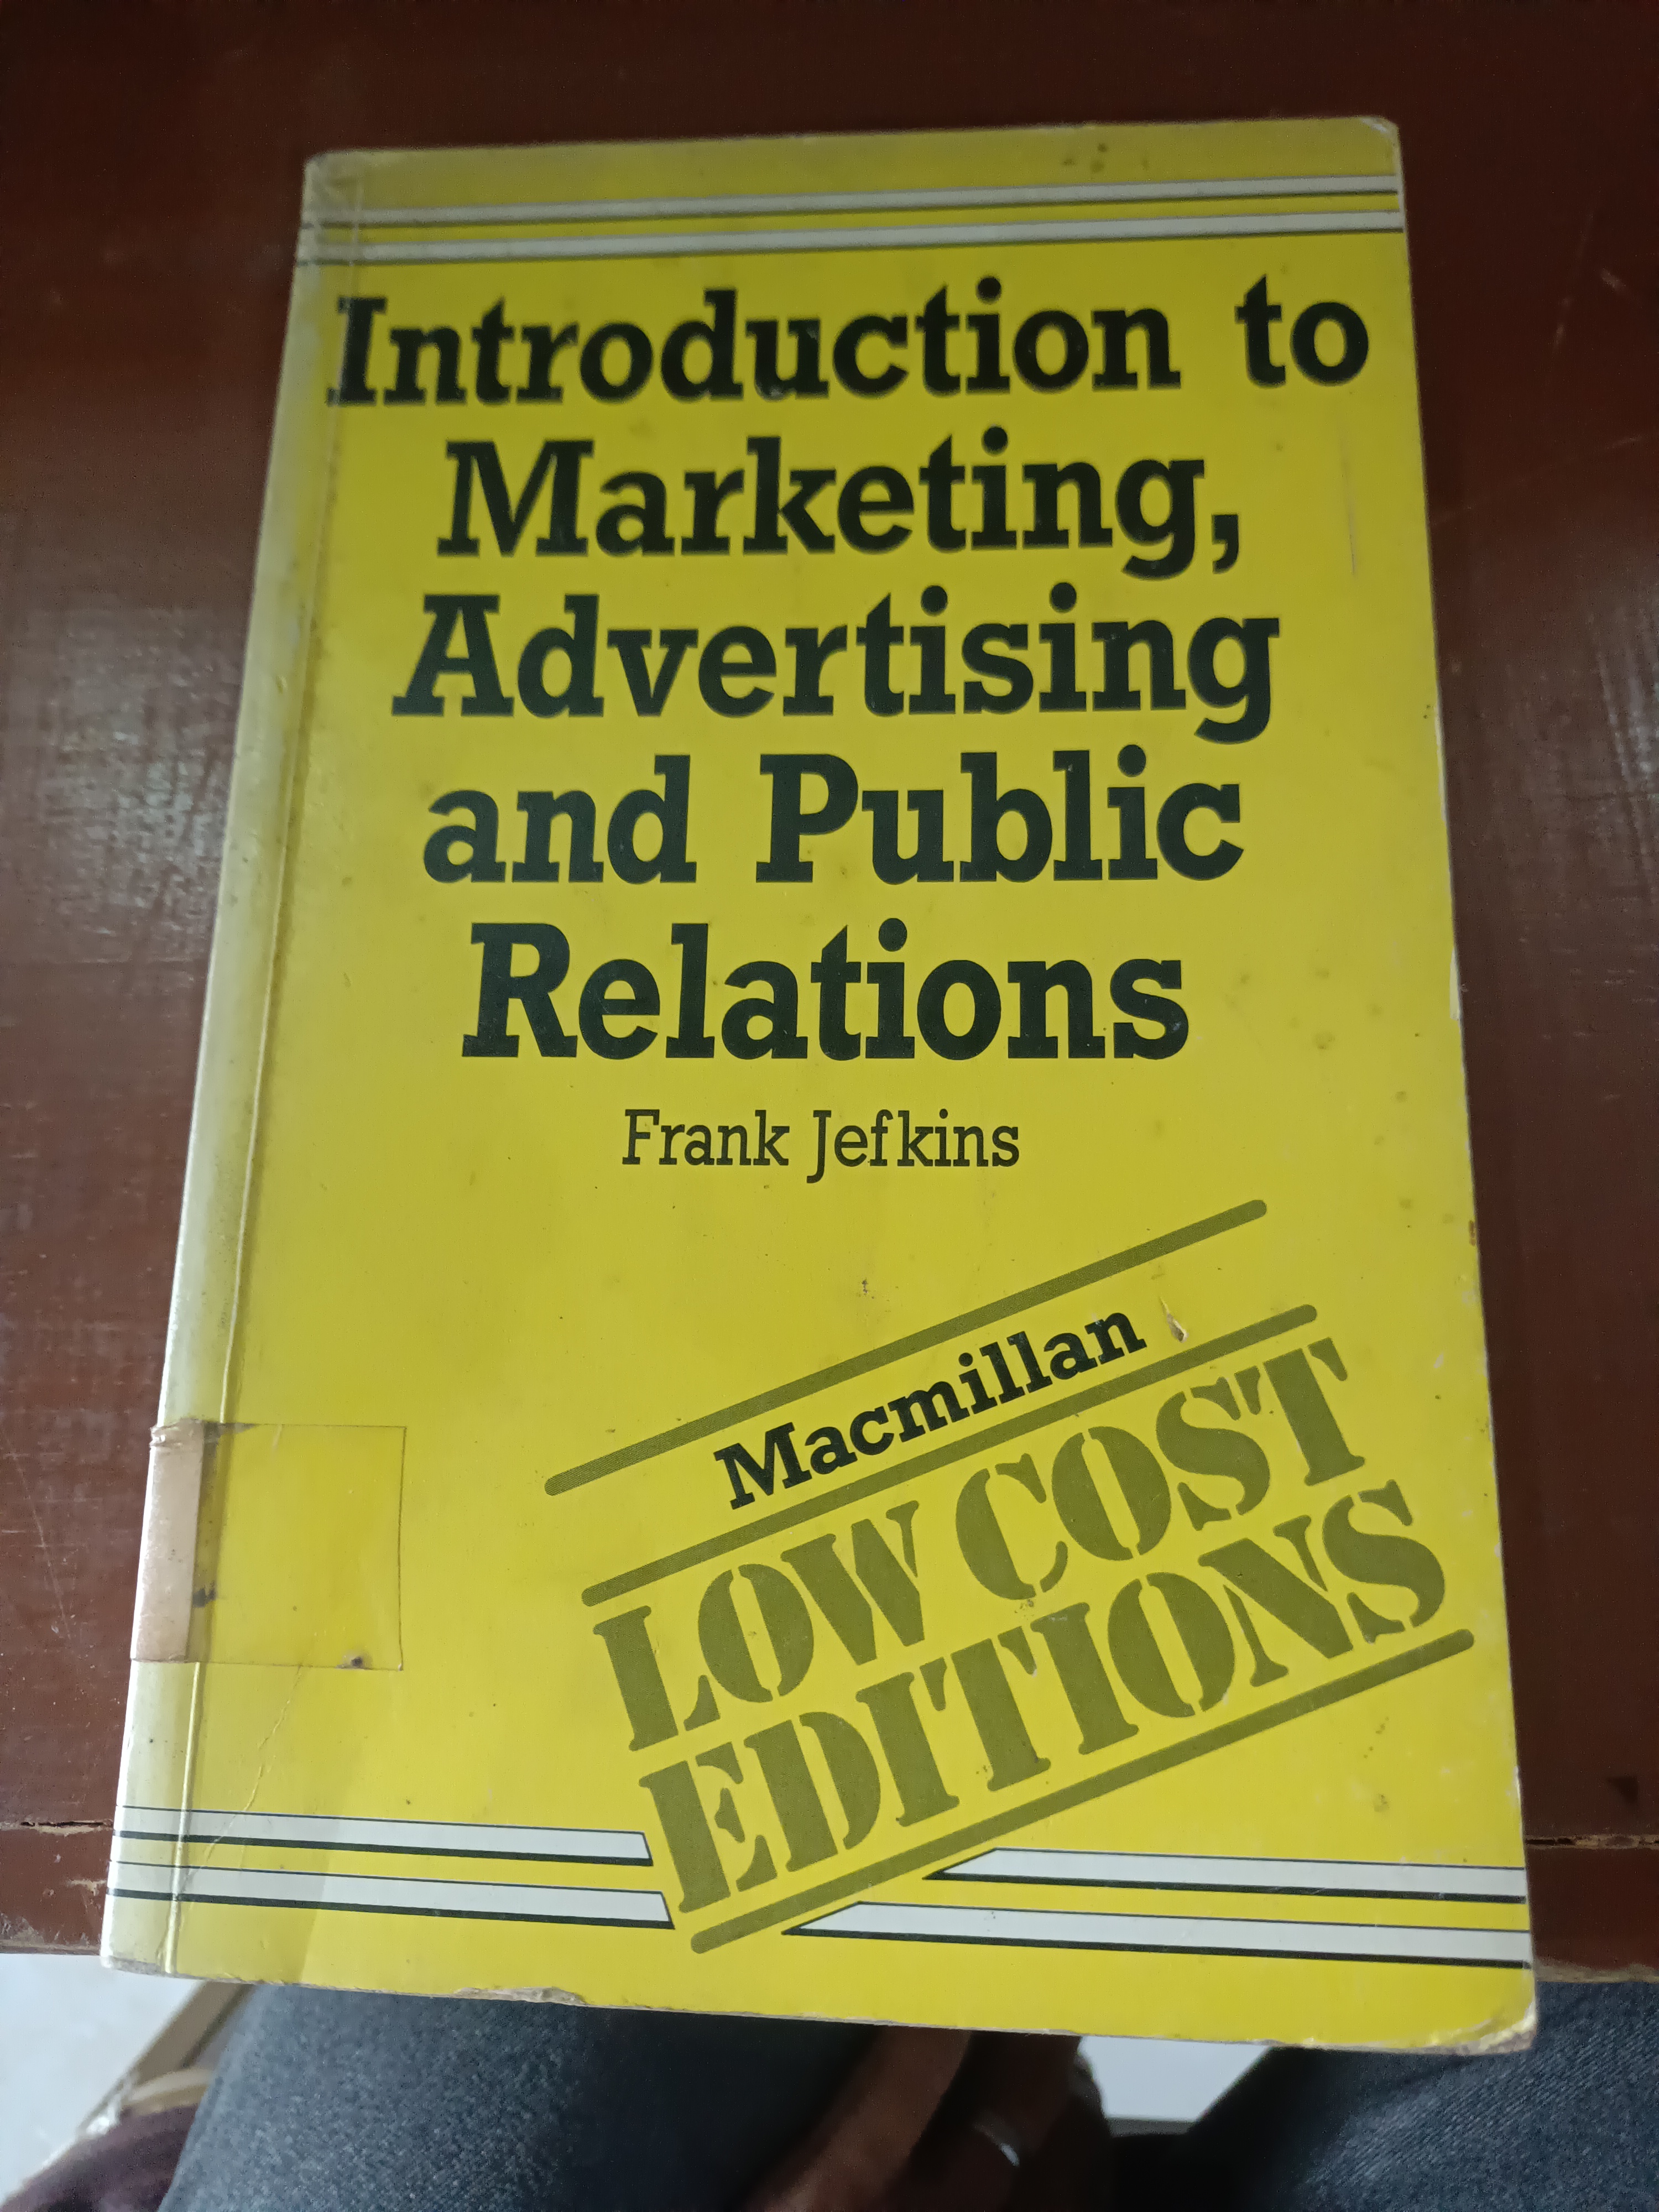 Introduction to
Marketing,
Advertising
and Public
Relations
Frank Jefkins
Macmillan
LOW COST
EDITIONS